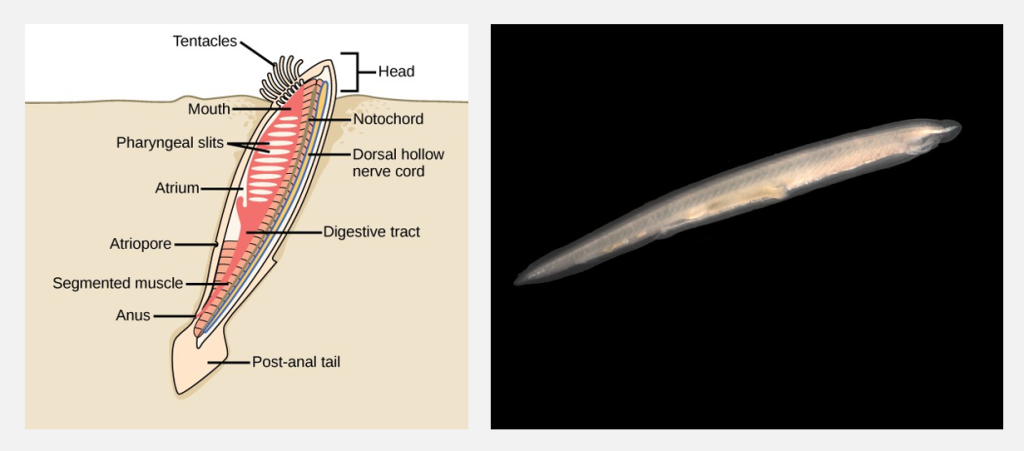 Tentacles
Head
Mouth
Notochord
Pharyngeal slits
Dorsal hollow
nerve cord
Atrium
Digestive tract
Atriopore
Segmented muscle
Anus
Post-anal tail